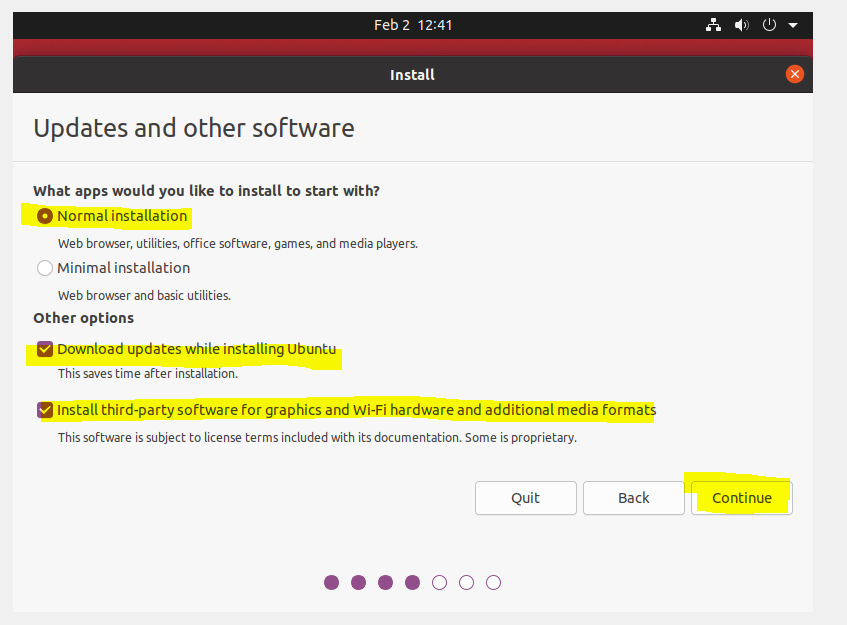 Feb 2 12:41
Install
Updates and other software
What apps would you like to install to start with?
Normal installation
Web browser, utilities, office software, games, and media players.
Minimal installation
Web browser and basic utilities.
Other options
Download updates while installing Ubuntu
This saves time after installation.
Install third-party software for graphics and Wi-Fi hardware and additional media formats
This software is subject to license terms included with its documentation. Some is proprietary.
Quit Back Continue